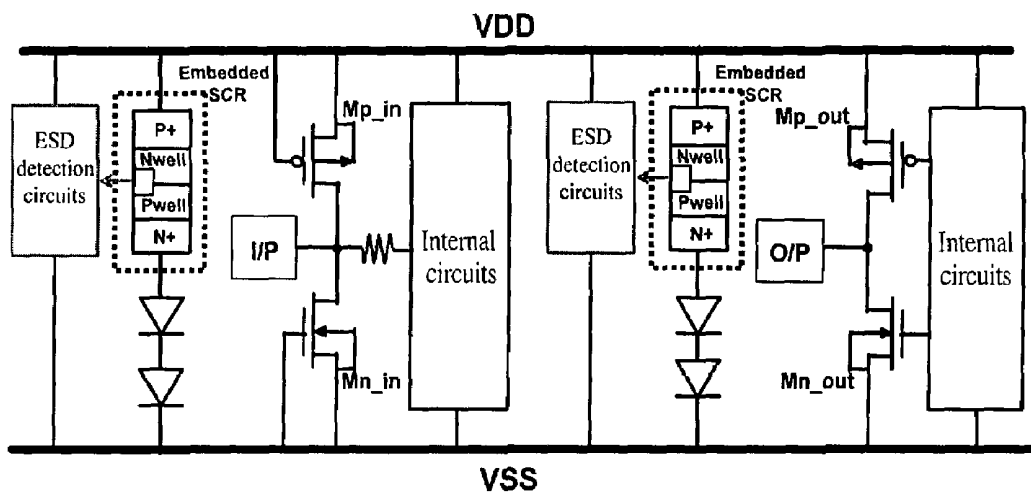 VDD
Embedded
SCR
ESD
detection
circuits
P+
Nwell
Pwell
N+
Mp_in
I/P
Mn_in
Internal
circuits
Embedded
SCR
ESD
detection
circuits
P+
Nwell
Pwell
N+
Mp_out
O/P
Mn_out
Internal
circuits
VSS